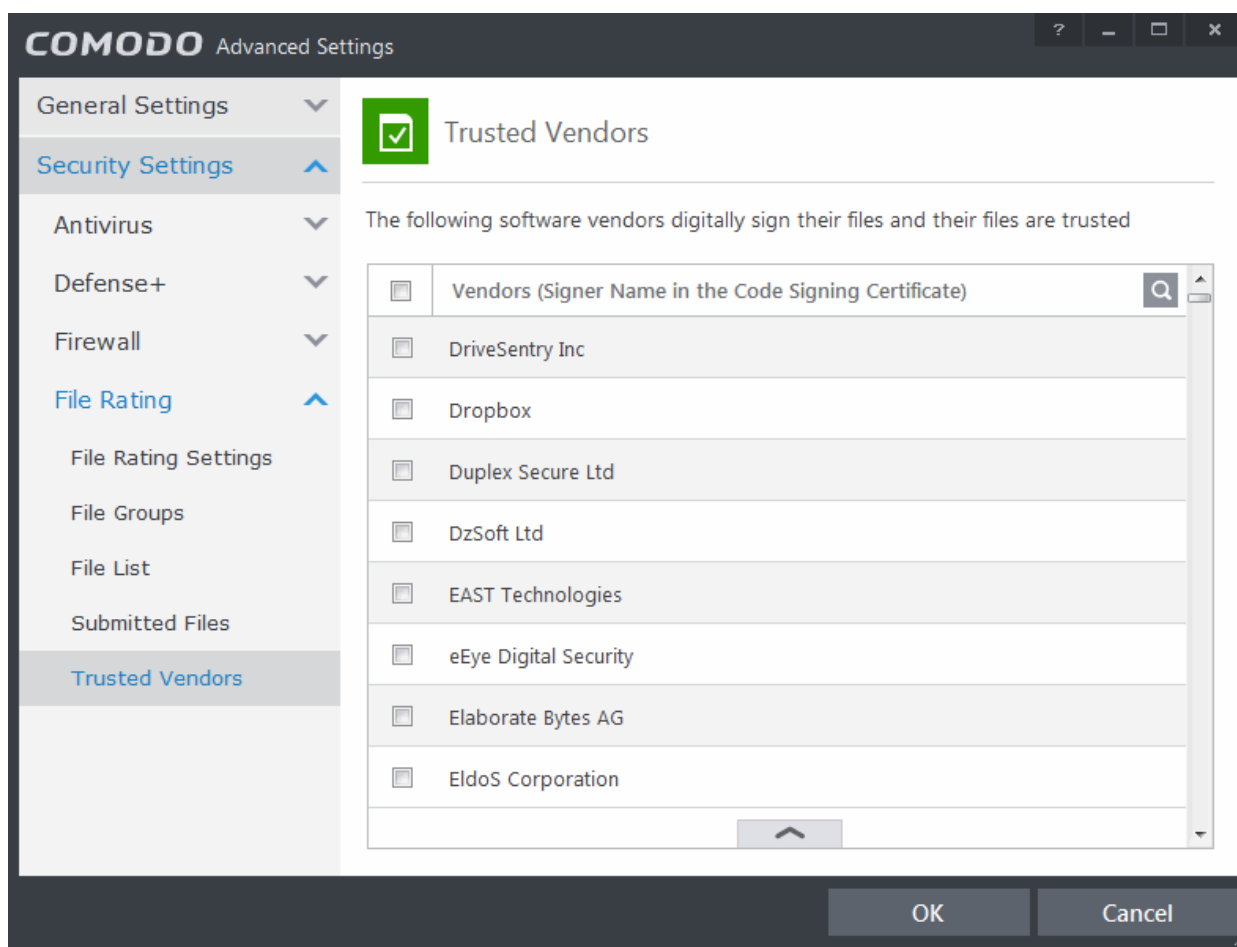 COMODO Advanced Settings
?
General Settings
Security Settings
Antivirus
Defense+
Firewall
File Rating
File Rating Settings
File Groups
File List
Submitted Files
Trusted Vendors
Trusted Vendors
The following software vendors digitally sign their files and their files are trusted
Vendors (Signer Name in the Code Signing Certificate)
DriveSentry Inc
Dropbox
Duplex Secure Ltd
DzSoft Ltd
EAST Technologies
eEye Digital Security
Elaborate Bytes AG
EldoS Corporation
OK
Cancel